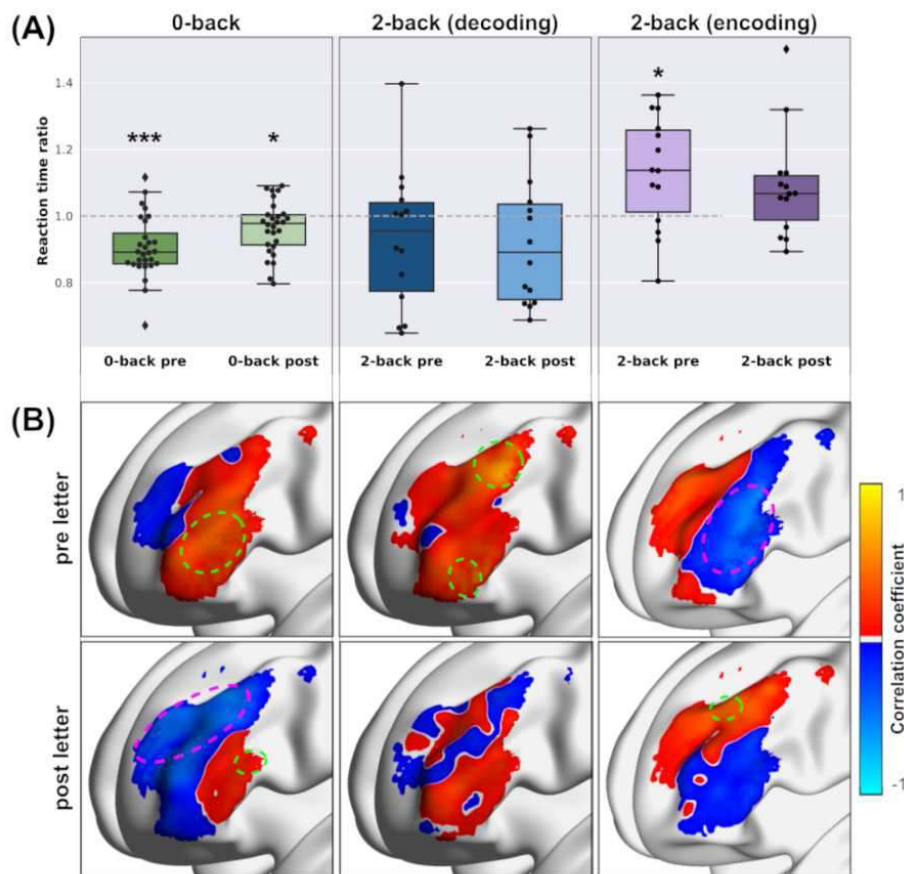 (A)
0-back
2-back (decoding)
2-back (encoding)
Reaction time ratio
1.4
1.2
1.0
0.8
***
*
*
0-back pre
0-back post
2-back pre
2-back post
2-back pre
2-back post
(B)
pre letter
post letter
1
Correlation coefficient
-1